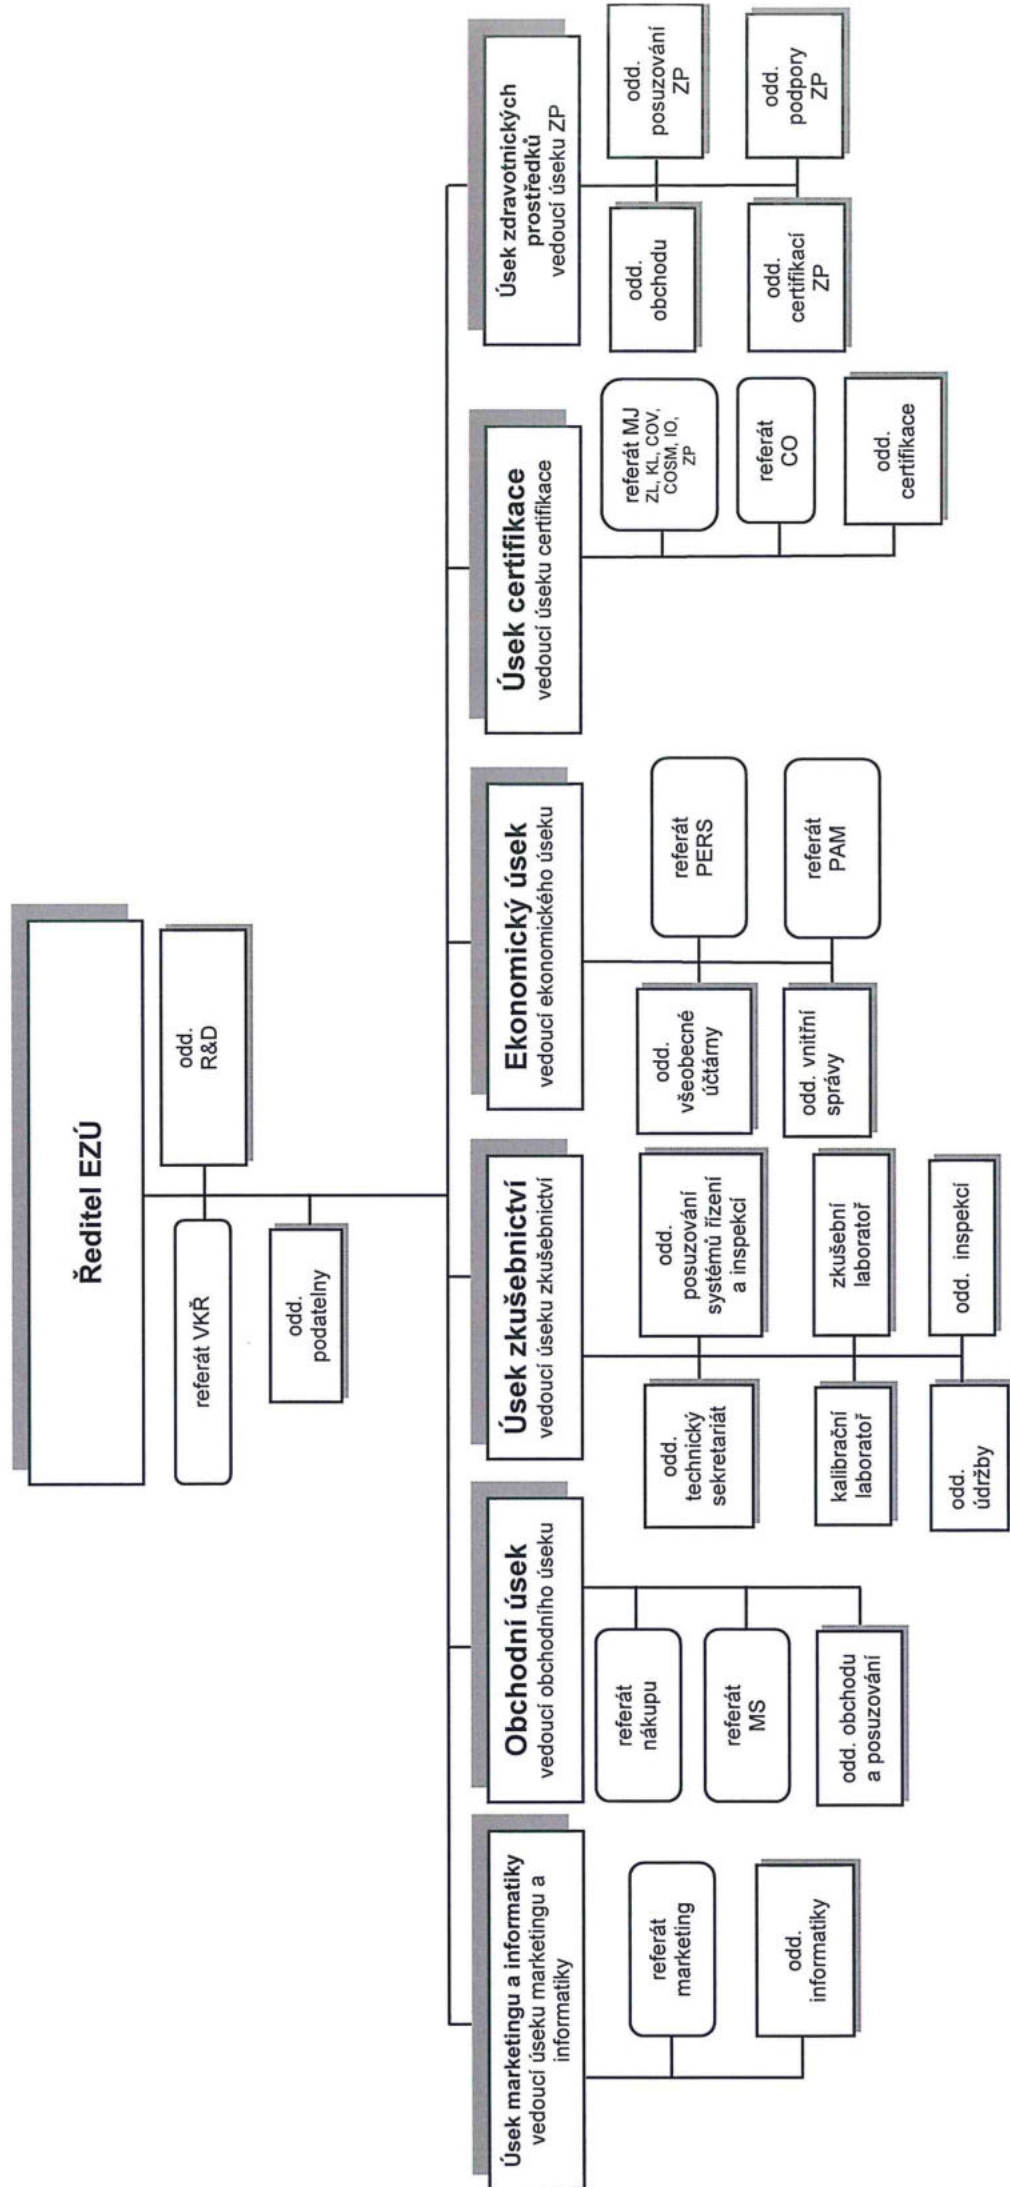 Ředitel EZÚ
referát VKŘ
odd.
R&D
odd.
podatelny
Úsek marketingu a informatiky
vedoucí úseku marketingu a
informatiky
referát
marketing
odd.
informatiky
Obchodní úsek
vedoucí obchodního úseku
referát
nákupu
referát
MS
odd. obchodu
a posuzování
Úsek zkušebnictví
vedoucí úseku zkušebnictví
odd.
technický
sekretariát
odd.
posuzování
systémů řízení
a inspekcí
kalibrační
laboratoř
zkušební
laboratoř
odd.
údržby
odd. inspekcí
Ekonomický úsek
vedoucí ekonomického úseku
odd.
všeobecné
účtárny
referát
PERS
odd. vnitřní
správy
referát
PAM
Úsek certifikace
vedoucí úseku certifikace
referát MJ
ZL, KL, COV,
COSM, IO,
ZP
referát
CO
odd.
certifikace
Úsek zdravotnických
prostředků
vedoucí úseku ZP
odd.
obchodu
odd.
posuzování
ZP
odd.
certifikací
ZP
odd.
podpory
ZP